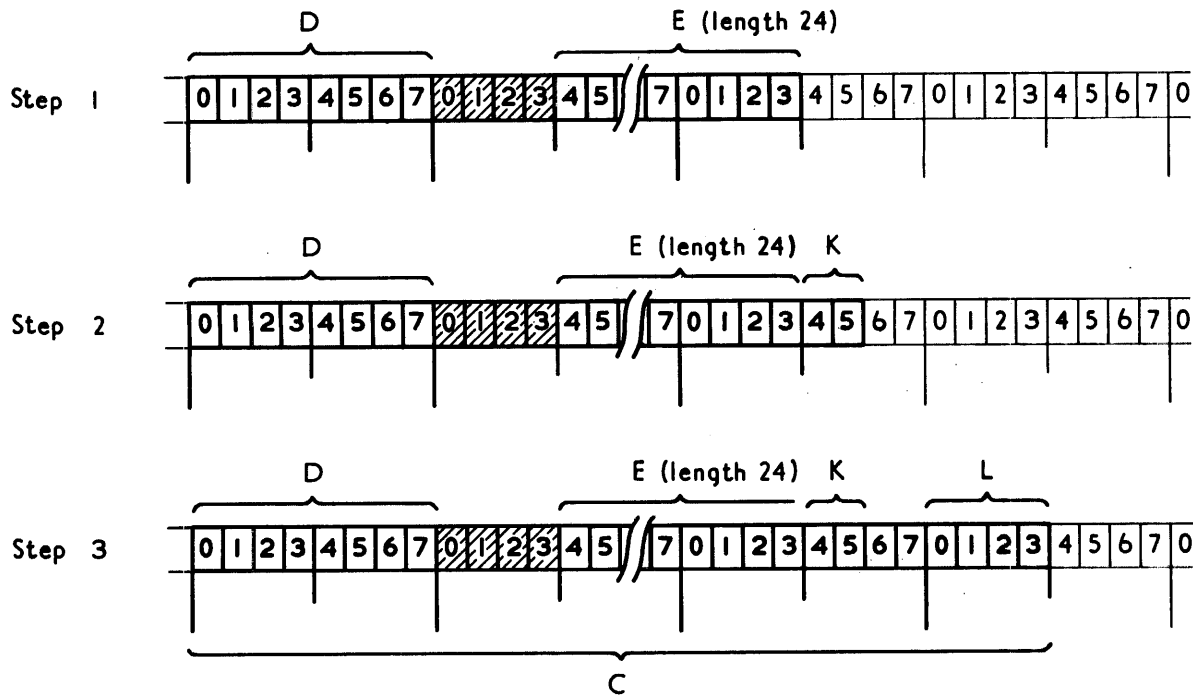 D E (length 24)
Step 1 0 1 2 3 4 5 6 7 0 1 2 3 4 5 7 0 1 2 3 4 5 6 7 0 1 2 3 4 5 6 7 0
D E (length 24) K
Step 2 0 1 2 3 4 5 6 7 0 1 2 3 4 5 7 0 1 2 3 4 5 6 7 0 1 2 3 4 5 6 7 0
D E (length 24) K L
Step 3 0 1 2 3 4 5 6 7 0 1 2 3 4 5 7 0 1 2 3 4 5 6 7 0 1 2 3 4 5 6 7 0
C